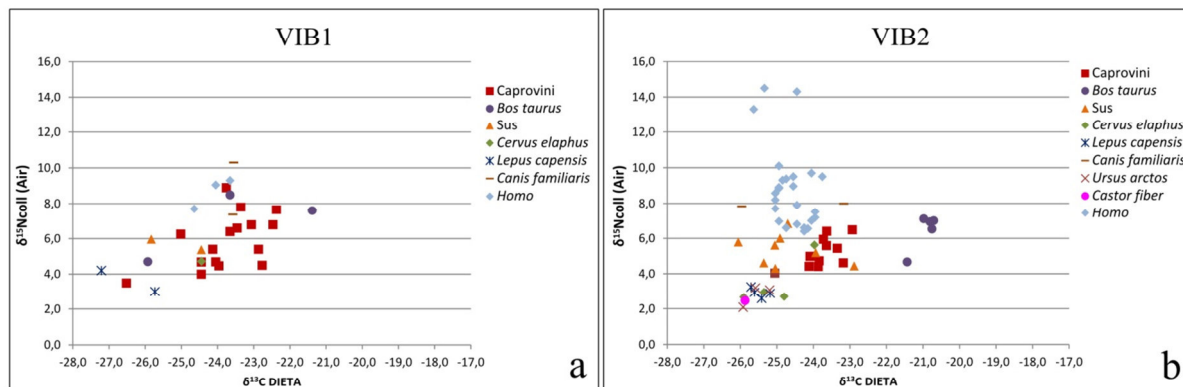 VIB1
16,0
14,0
12,0
10,0
8,0
6,0
4,0
2,0
0,0
δ¹⁵Ncoll (Air)
-28,0 -27,0 -26,0 -25,0 -24,0 -23,0 -22,0 -21,0 -20,0 -19,0 -18,0 -17,0
δ¹³C DIETA
Caprovini
Bos taurus
Sus
Cervus elaphus
Lepus capensis
Canis familiaris
Homo
a
VIB2
16,0
14,0
12,0
10,0
8,0
6,0
4,0
2,0
0,0
δ¹⁵Ncoll (Air)
-28,0 -27,0 -26,0 -25,0 -24,0 -23,0 -22,0 -21,0 -20,0 -19,0 -18,0 -17,0
δ¹³C DIETA
Caprovini
Bos taurus
Sus
Cervus elaphus
Lepus capensis
Canis familiaris
Ursus arctos
Castor fiber
Homo
b